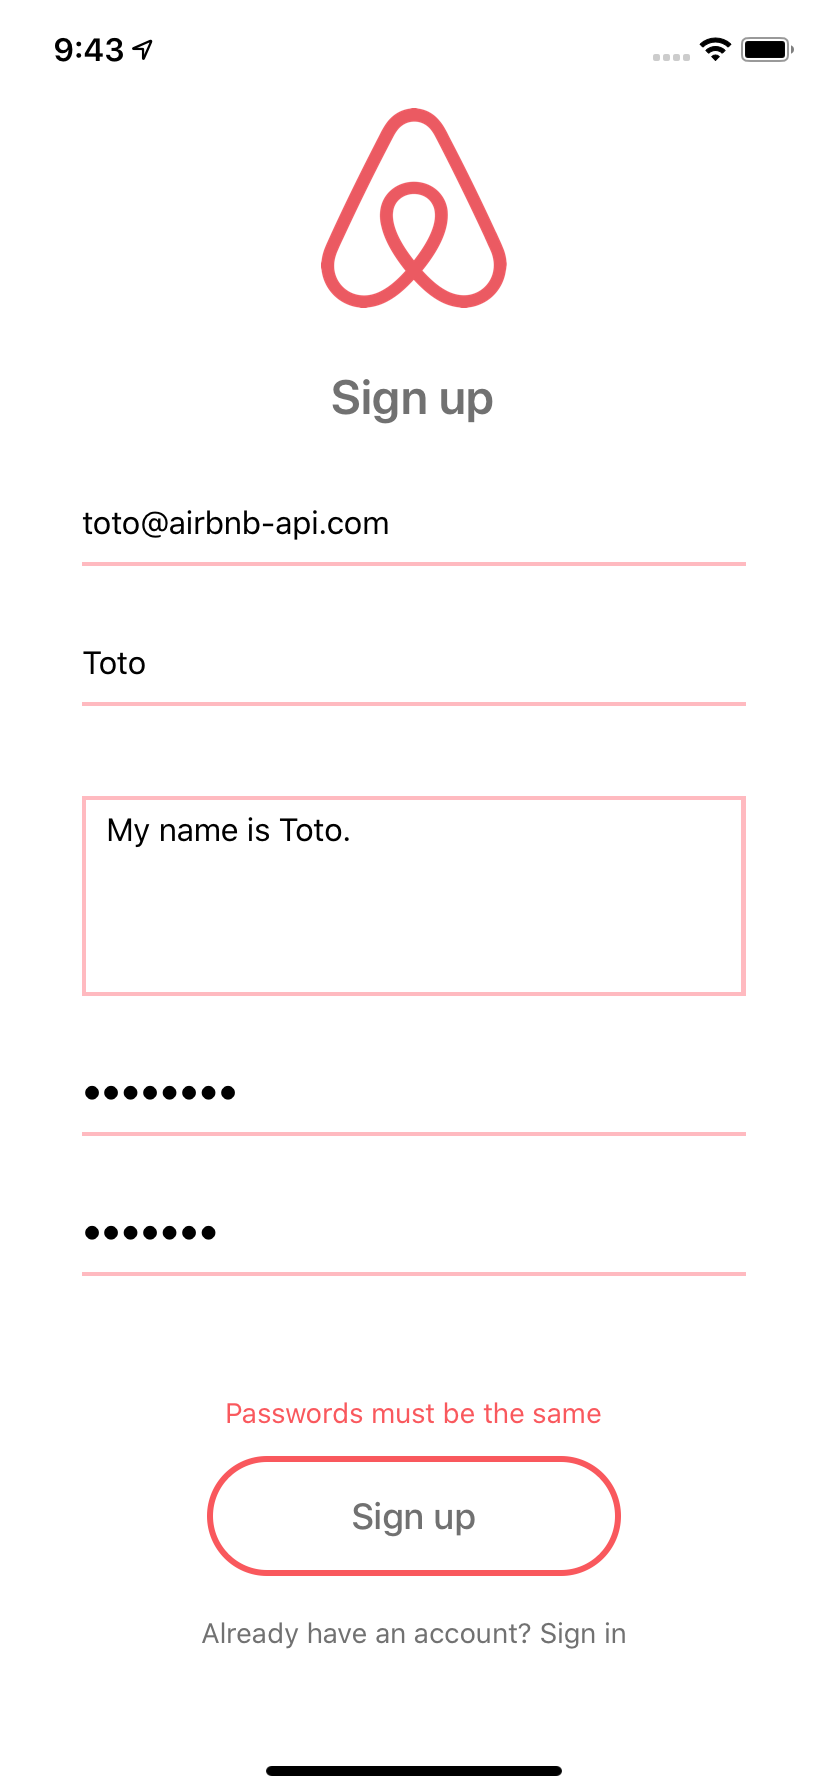 9:43
Sign up
toto@airbnb-api.com
Toto
My name is Toto.
••••••••
•••••••
Passwords must be the same
Sign up
Already have an account? Sign in